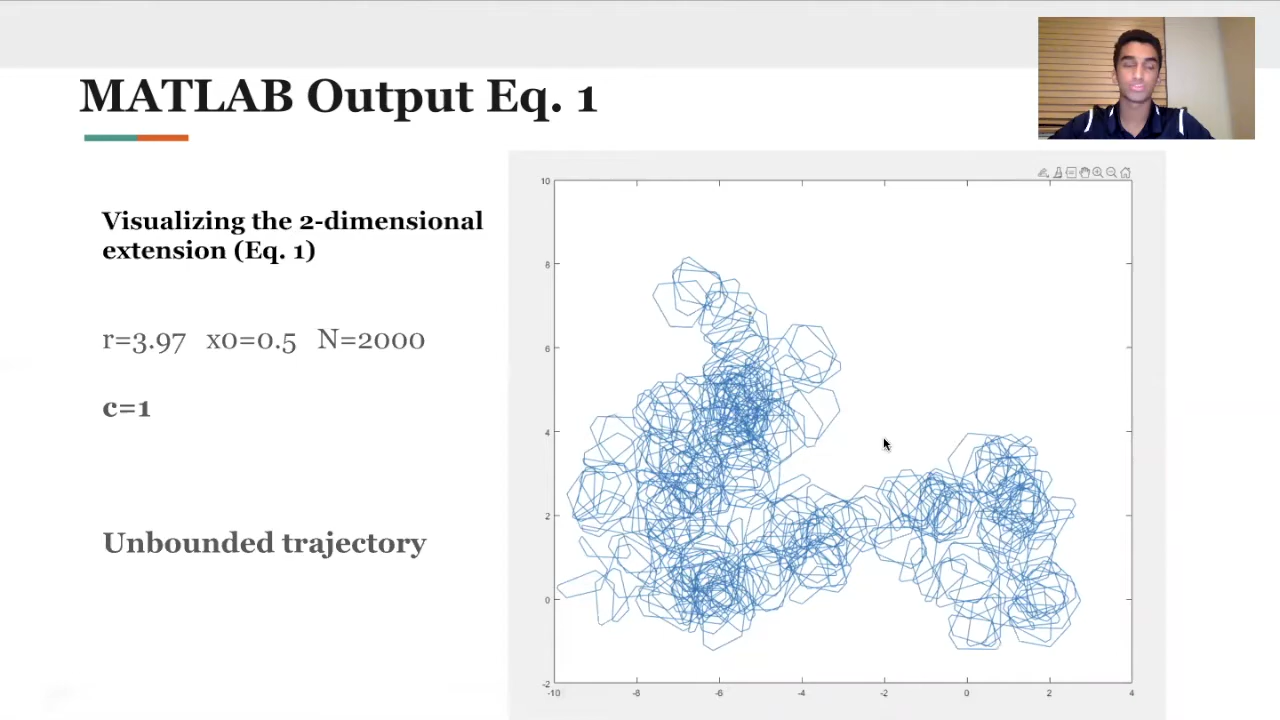 MATLAB Output Eq. 1
Visualizing the 2-dimensional
extension (Eq. 1)
r=3.97 x0=0.5 N=2000
c=1
Unbounded trajectory
10
8
6
4
2
0
-2
-10 -8 -6 -4 -2 0 2 4